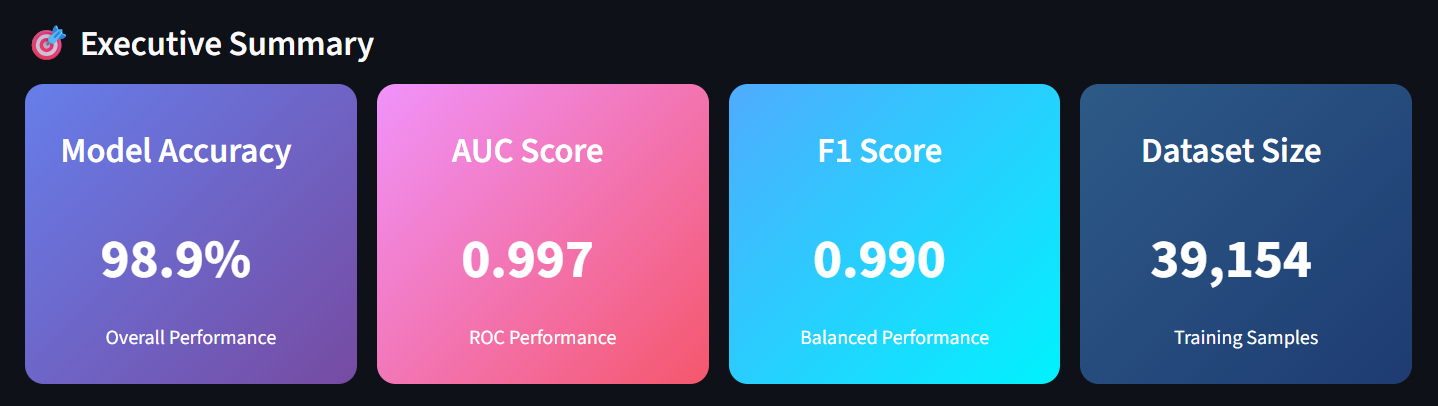 Executive Summary
Model Accuracy
98.9%
Overall Performance
AUC Score
0.997
ROC Performance
F1 Score
0.990
Balanced Performance
Dataset Size
39,154
Training Samples